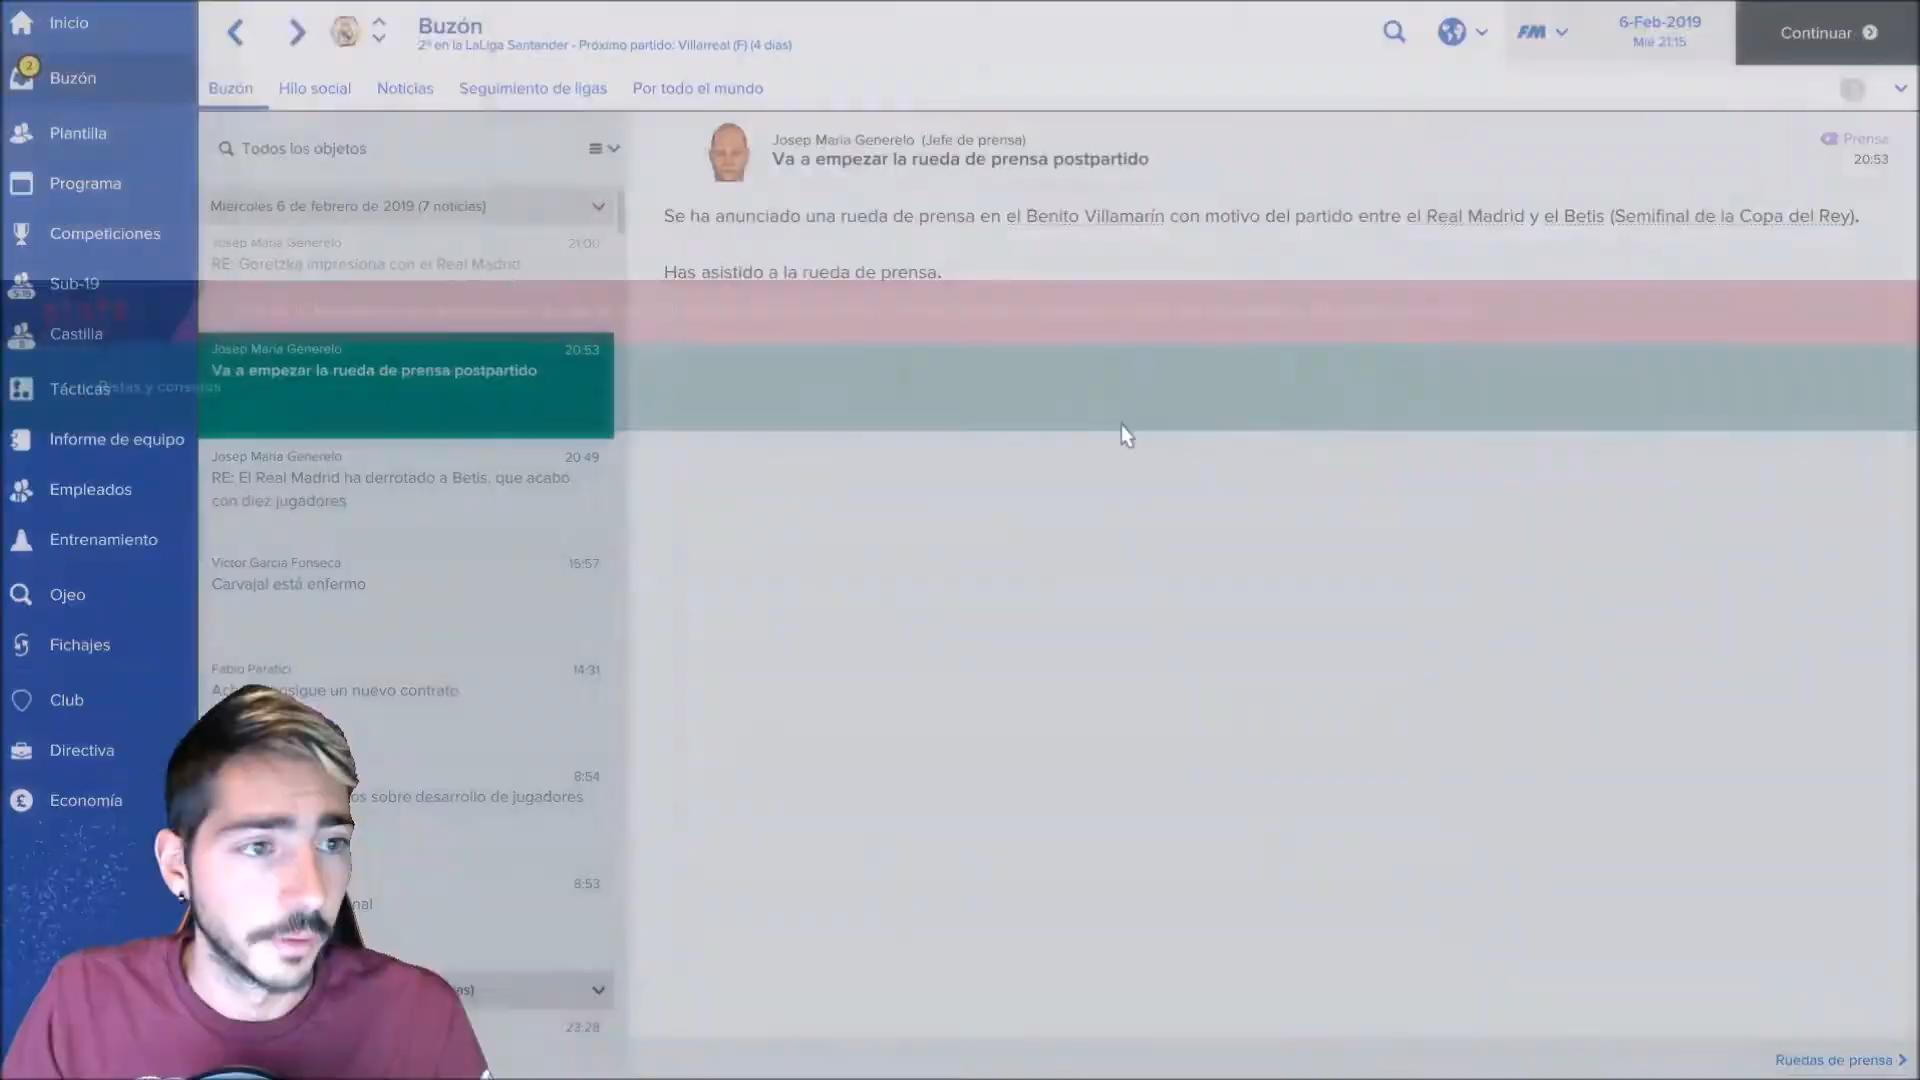 Inicio
2
Buzón
Plantilla
Programa
Competiciones
Sub-19
Castilla
Tácticas
Pistas y consejos
Informe de equipo
Empleados
Entrenamiento
Ojeo
Fichajes
Club
Directiva
Economía
Buzón
2º en la LaLiga Santander - Próximo partido: Villarreal (F) (4 días)
FM
6-Feb-2019
Mié 21:15
Continuar
Buzón
Hilo social
Noticias
Seguimiento de ligas
Por todo el mundo
Todos los objetos
Miércoles 6 de febrero de 2019 (7 noticias)
Josep Maria Generelo 21:00
RE: Goretzka impresiona con el Real Madrid
Josep Maria Generelo 20:53
Va a empezar la rueda de prensa postpartido
Josep Maria Generelo 20:49
RE: El Real Madrid ha derrotado a Betis, que acabó
con diez jugadores
Víctor García Fonseca 15:57
Carvajal está enfermo
Fabio Paratici 14:31
nsigue un nuevo contrato
8:54
os sobre desarrollo de jugadores
8:53
nal
as)
23:28
Josep Maria Generelo (Jefe de prensa)
Va a empezar la rueda de prensa postpartido
Prensa
20:53
Se ha anunciado una rueda de prensa en el Benito Villamarín con motivo del partido entre el Real Madrid y el Betis (Semifinal de la Copa del Rey).
Has asistido a la rueda de prensa.
Ruedas de prensa